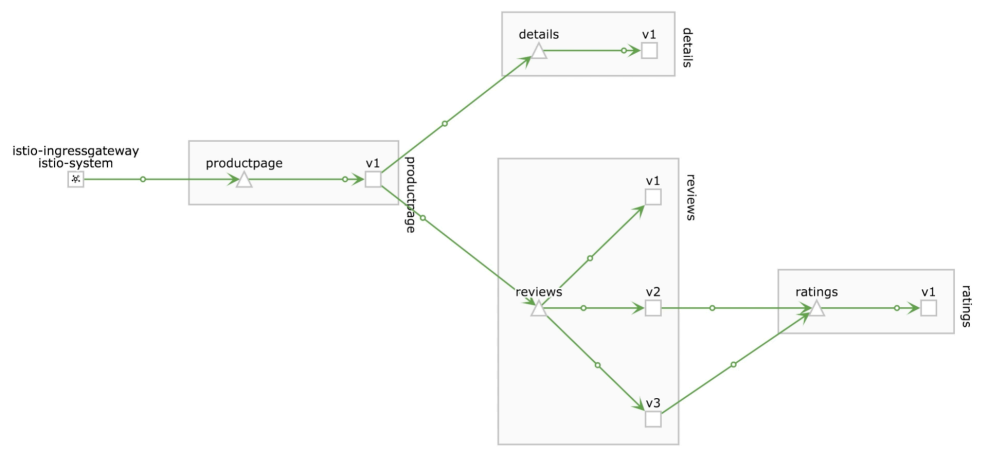 details
v1
details
istio-ingressgateway
istio-system
productpage
v1
productpage
v1
reviews
reviews
v2
v3
ratings
v1
ratings